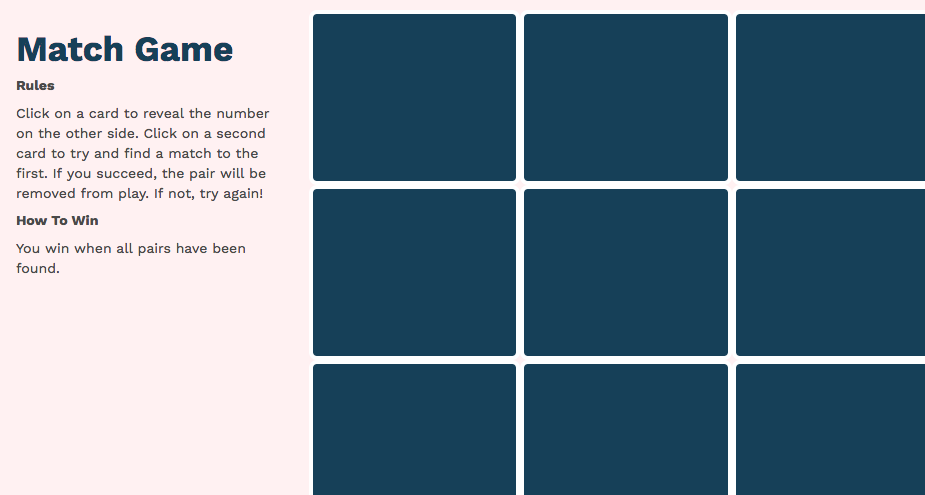 Match Game
Rules
Click on a card to reveal the number
on the other side. Click on a second
card to try and find a match to the
first. If you succeed, the pair will be
removed from play. If not, try again!
How To Win
You win when all pairs have been
found.